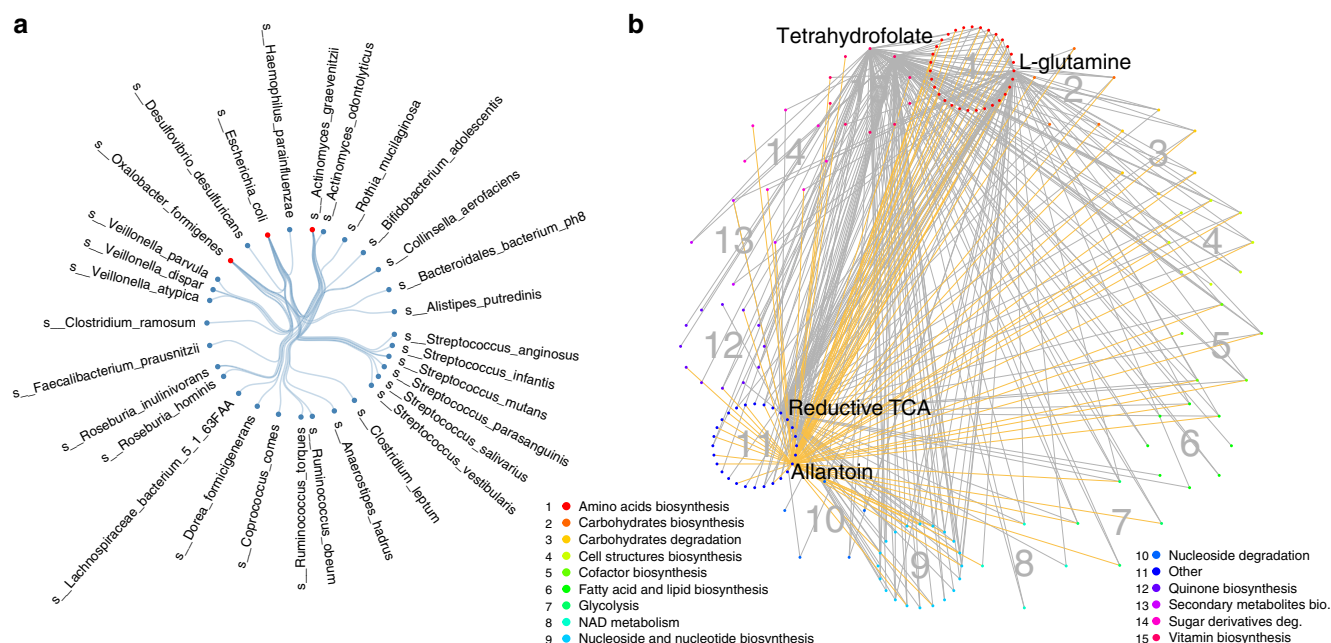 a
s__Haemophilus_parainfluenzae
s__Escherichia_coli
s__Desulfovibrio_desulfuricans
s__Oxalobacter_formigenes
s__Veillonella_parvula
s__Veillonella_dispar
s__Veillonella_atypica
s__Clostridium_ramosum
s__Faecalibacterium_prausnitzii
s__Roseburia_inulinivorans
s__Roseburia_hominis
s__Lachnospiraceae_bacterium_5_1_63FAA
s__Dorea_formicigenerans
s__Coprococcus_comes
s__Ruminococcus_torques
s__Ruminococcus_obeum
s__Anaerostipes_hadrus
s__Clostridium_leptum
s__Streptococcus_vestibularis
s__Streptococcus_salivarius
s__Streptococcus_parasanguinis
s__Streptococcus_mutans
s__Streptococcus_infantis
s__Streptococcus_anginosus
s__Alistipes_putredinis
s__Bacteroidales_bacterium_ph8
s__Collinsella_aerofaciens
s__Bifidobacterium_adolescentis
s__Rothia_mucilaginosa
s__Actinomyces_odontolyticus
s__Actinomyces_graevenitzii
b
Tetrahydrofolate
L-glutamine
1
2
3
4
5
6
7
8
9
10
11
12
13
14
Reductive TCA
Allantoin
1 Amino acids biosynthesis
2 Carbohydrates biosynthesis
3 Carbohydrates degradation
4 Cell structures biosynthesis
5 Cofactor biosynthesis
6 Fatty acid and lipid biosynthesis
7 Glycolysis
8 NAD metabolism
9 Nucleoside and nucleotide biosynthesis
10 Nucleoside degradation
11 Other
12 Quinone biosynthesis
13 Secondary metabolites bio.
14 Sugar derivatives deg.
15 Vitamin biosynthesis